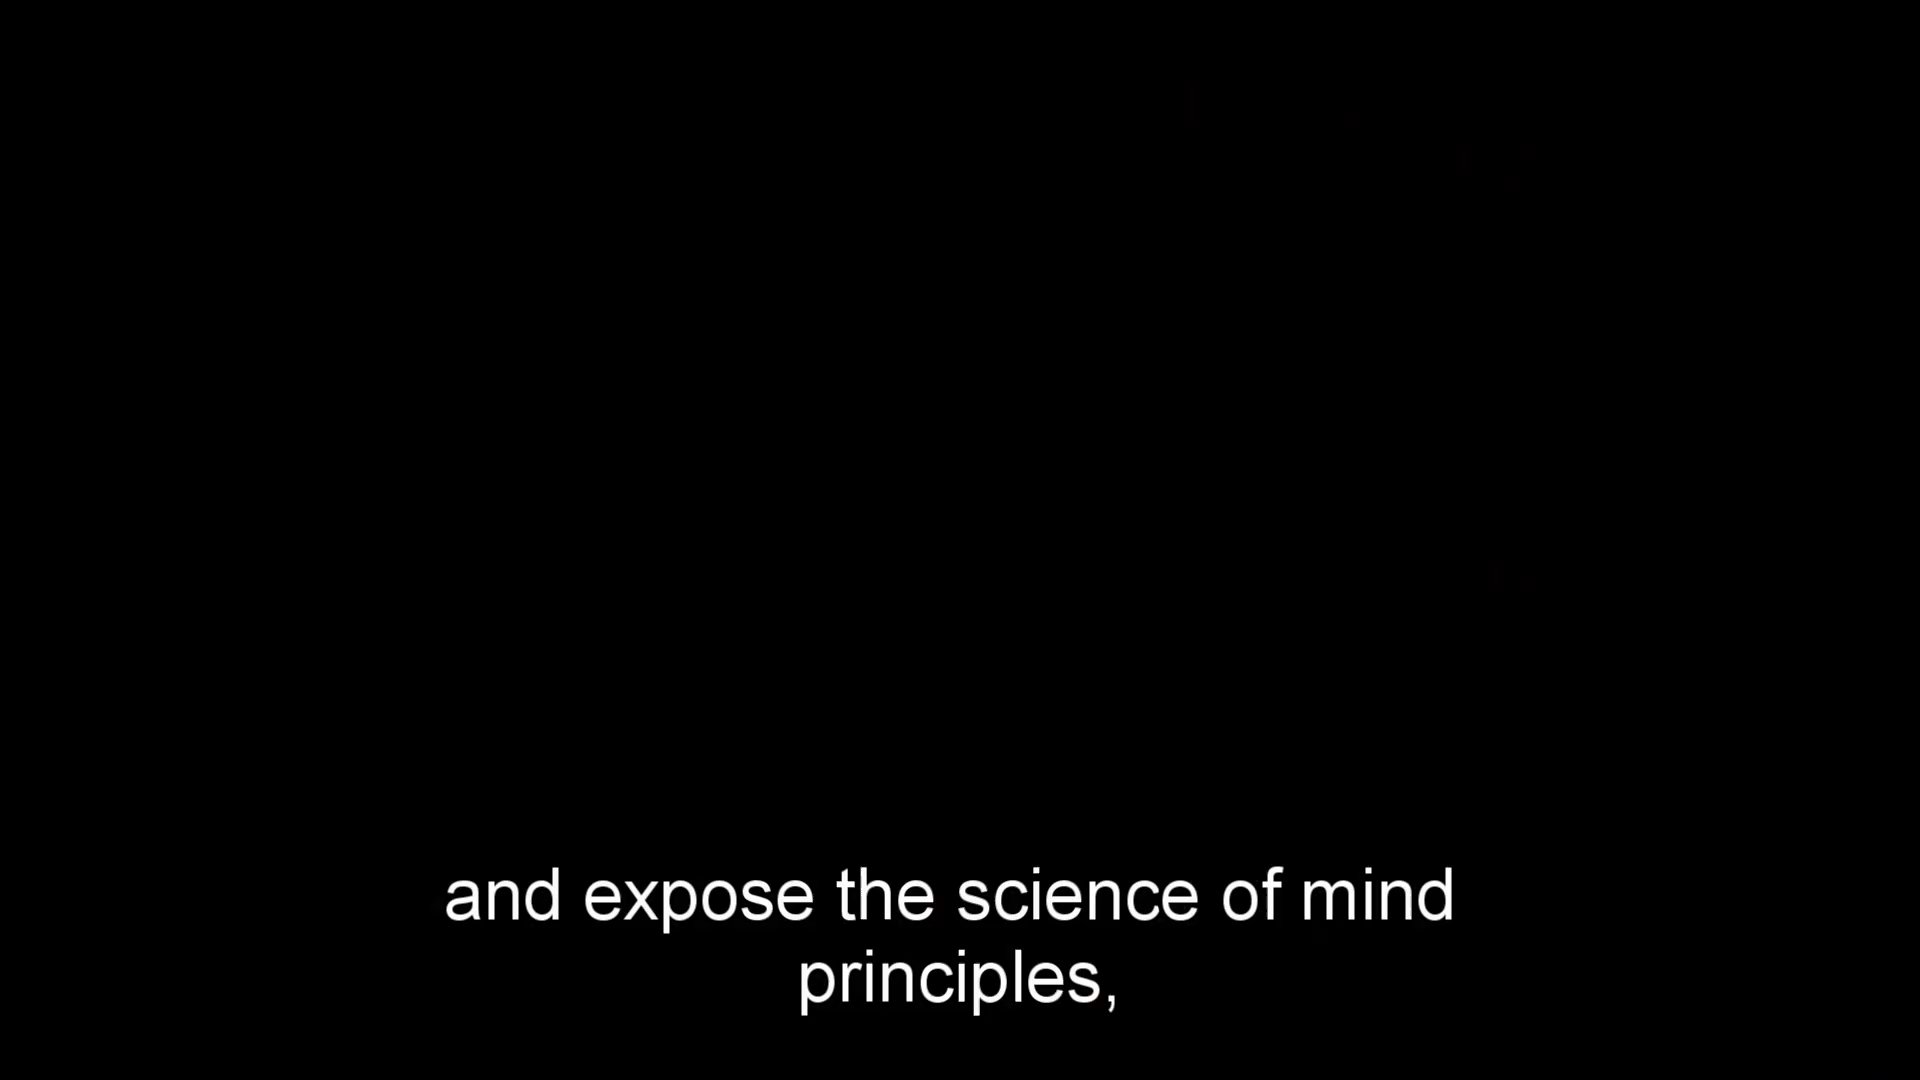 and expose the science of mind
principles,